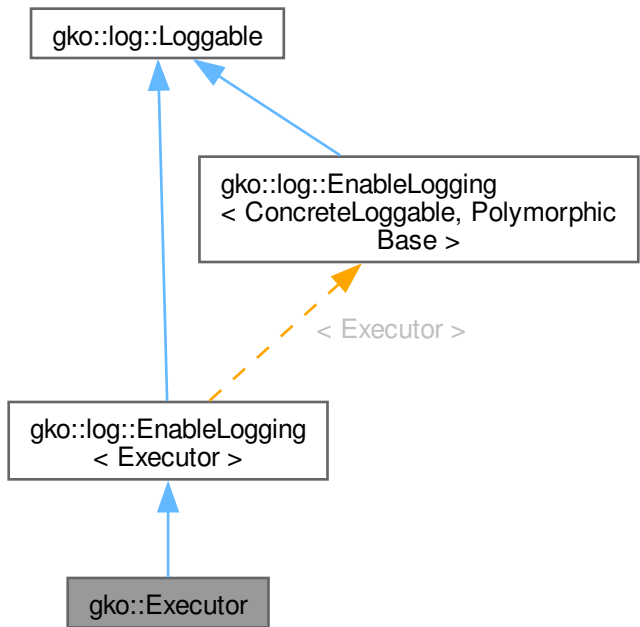 gko::log::Loggable
gko::log::EnableLogging
< ConcreteLoggable, Polymorphic
Base >
< Executor >
gko::log::EnableLogging
< Executor >
gko::Executor